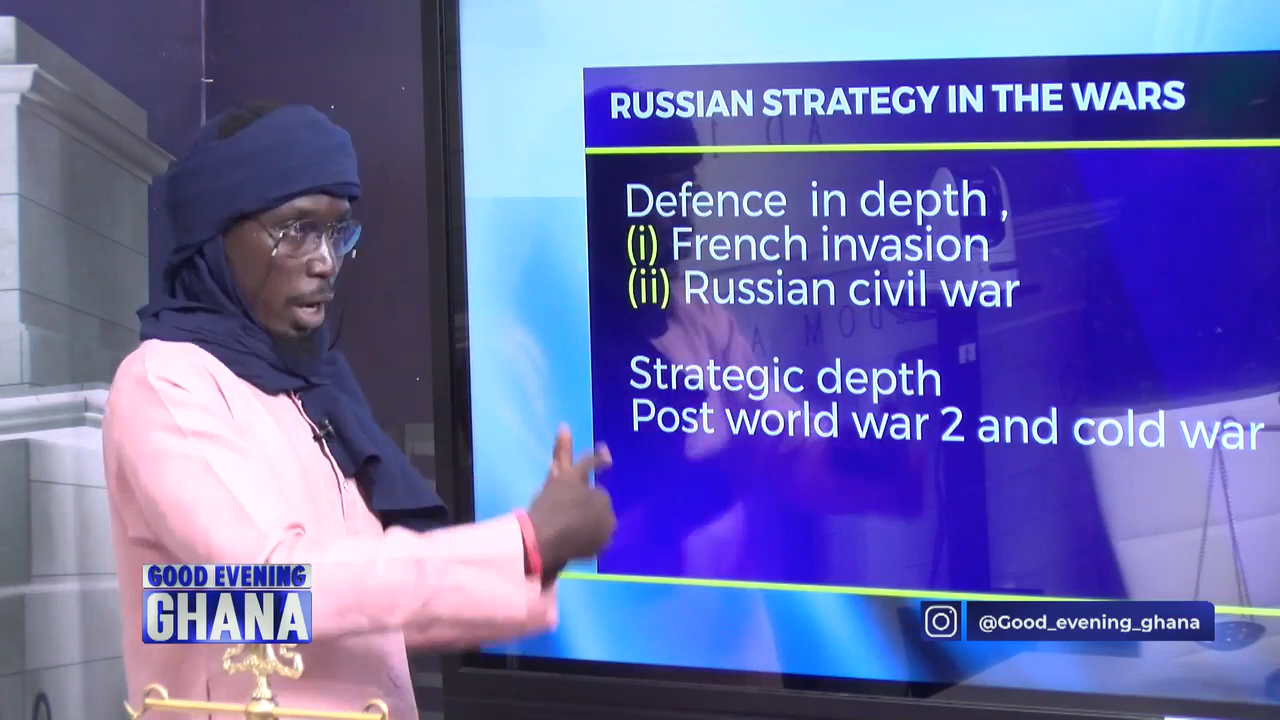 RUSSIAN STRATEGY IN THE WARS
Defence in depth ,
(i) French invasion
(ii) Russian civil war
Strategic depth
Post world war 2 and cold war
GOOD EVENING
GHANA
@Good_evening_ghana